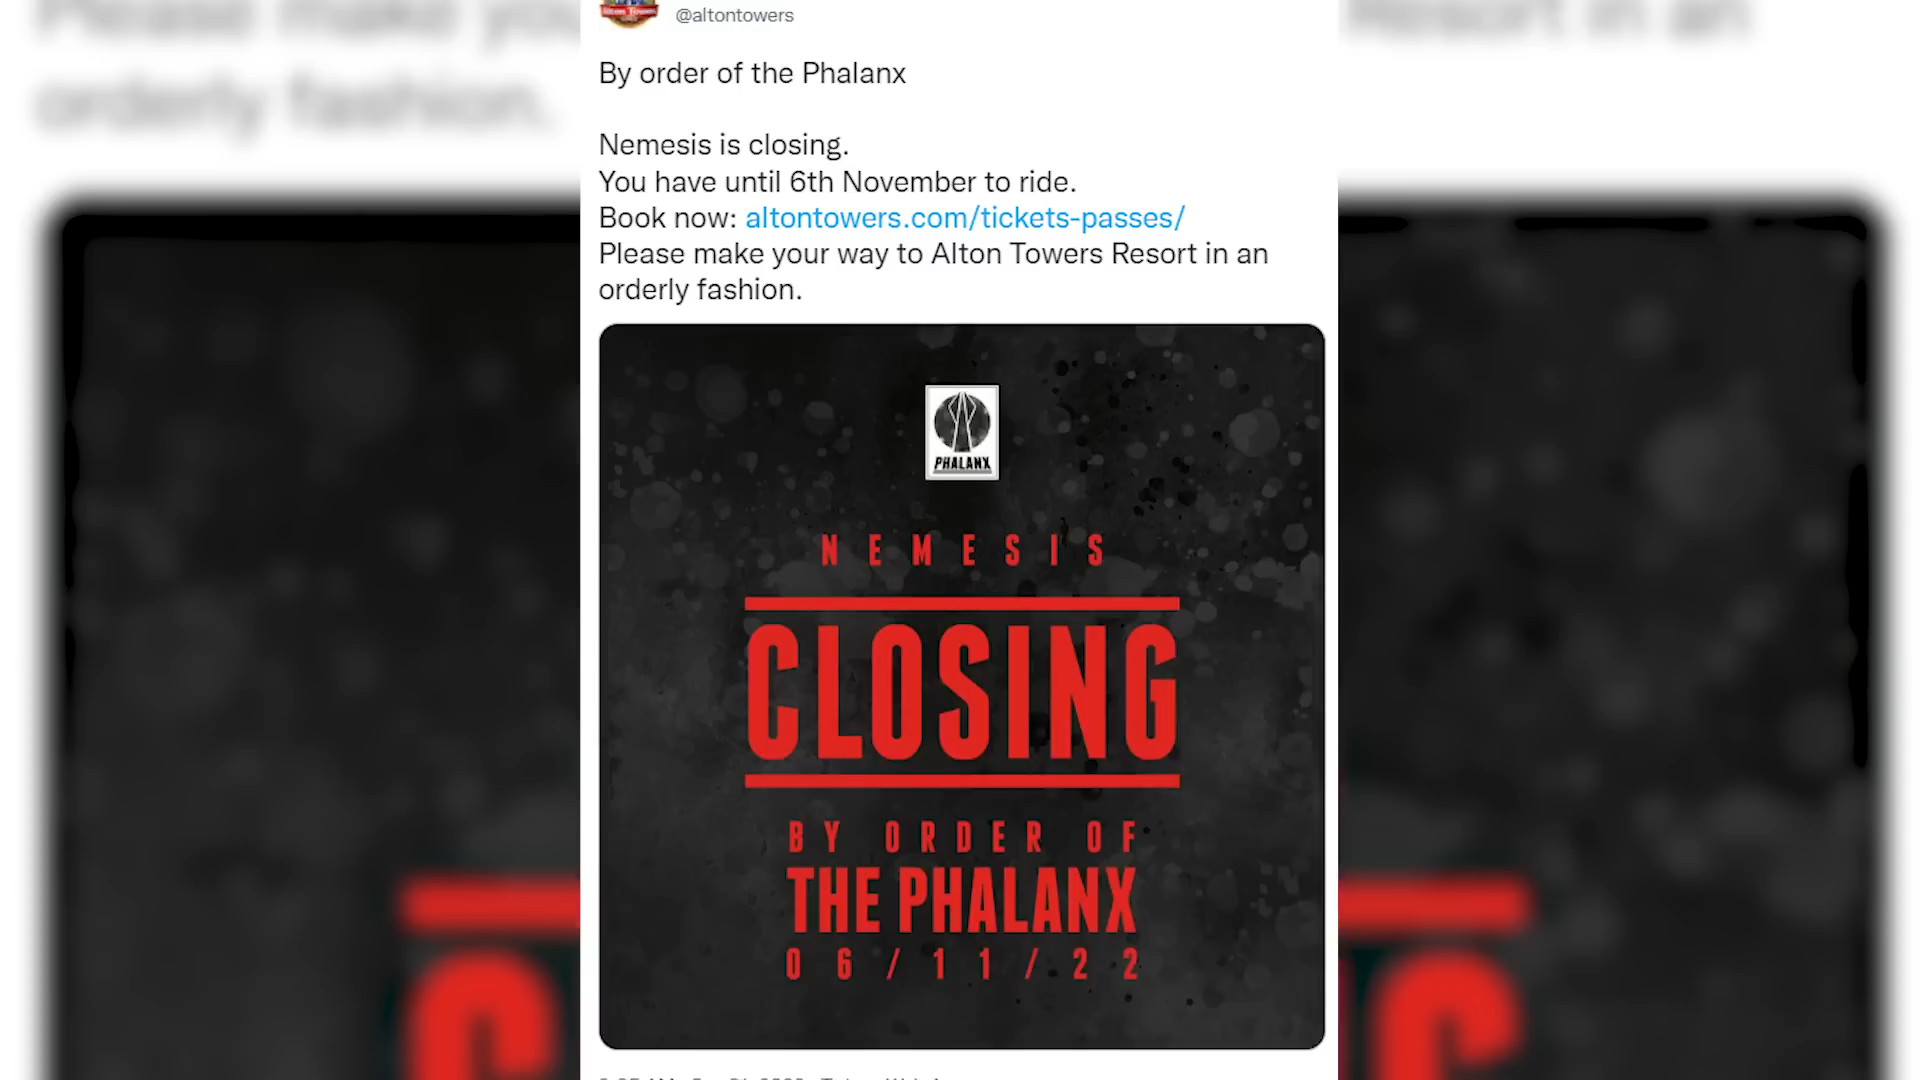 Alton Towers
@altontowers
By order of the Phalanx
Nemesis is closing.
You have until 6th November to ride.
Book now: altontowers.com/tickets-passes/
Please make your way to Alton Towers Resort in an
orderly fashion.
PHALANX
NEMESIS
CLOSING
BY ORDER OF
THE PHALANX
06/11/22